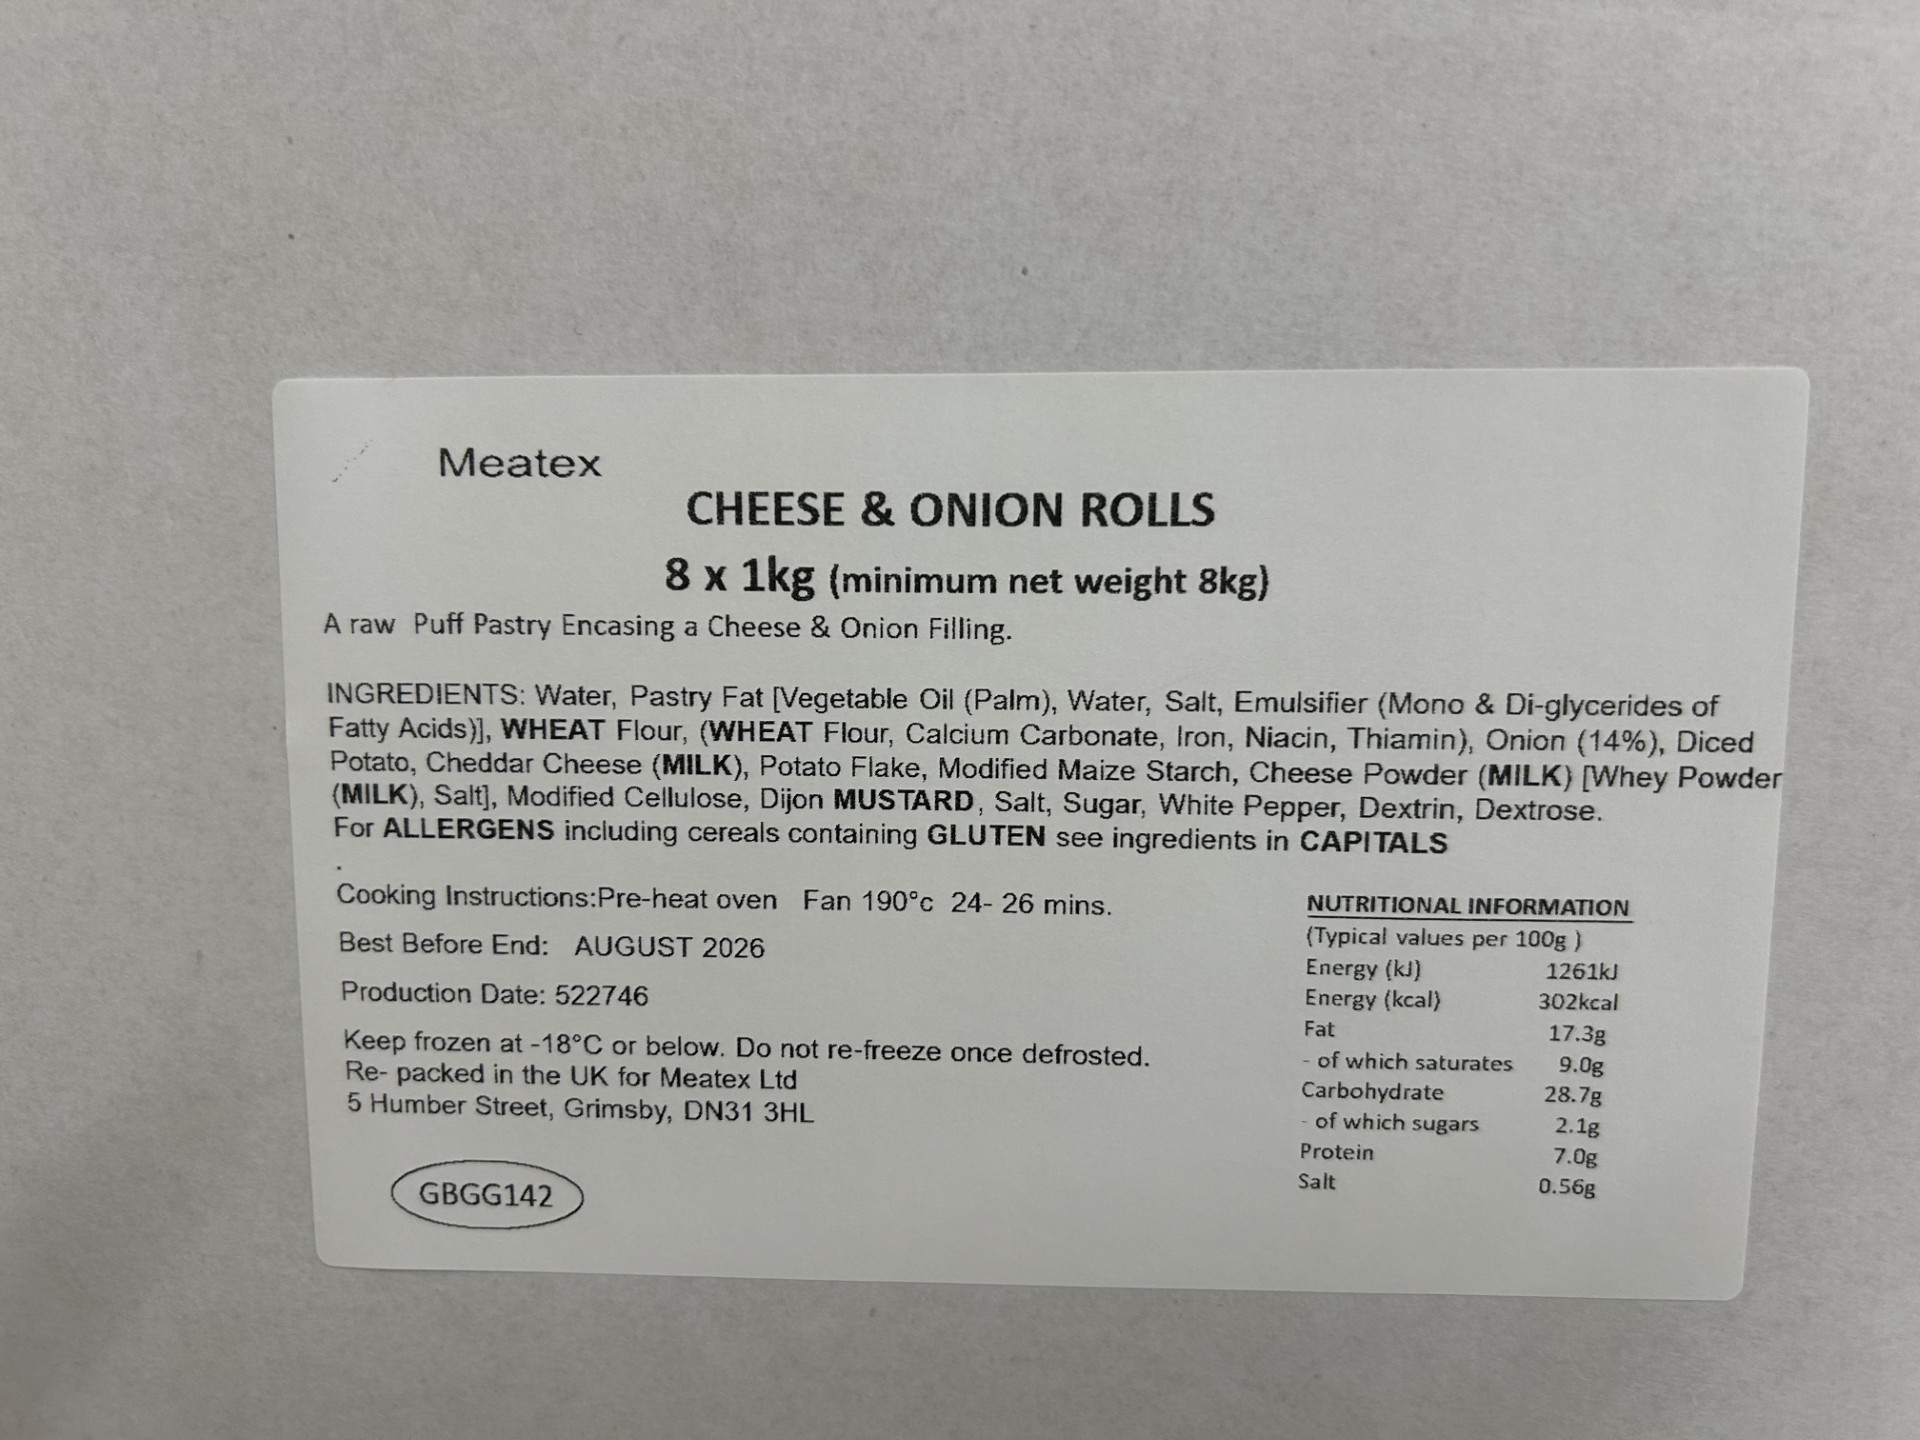 Meatex
CHEESE & ONION ROLLS
8 x 1kg (minimum net weight 8kg)
A raw  Puff Pastry Encasing a Cheese & Onion Filling.
INGREDIENTS: Water, Pastry Fat [Vegetable Oil (Palm), Water, Salt, Emulsifier (Mono & Di-glycerides of
Fatty Acids)], WHEAT Flour, (WHEAT Flour, Calcium Carbonate, Iron, Niacin, Thiamin), Onion (14%), Diced
Potato, Cheddar Cheese (MILK), Potato Flake, Modified Maize Starch, Cheese Powder (MILK) [Whey Powder
(MILK), Salt], Modified Cellulose, Dijon MUSTARD, Salt, Sugar, White Pepper, Dextrin, Dextrose.
For ALLERGENS including cereals containing GLUTEN see ingredients in CAPITALS
.
Cooking Instructions:Pre-heat oven   Fan 190°c  24- 26 mins.
Best Before End:   AUGUST 2026
Production Date: 522746
Keep frozen at -18°C or below. Do not re-freeze once defrosted.
Re- packed in the UK for Meatex Ltd
5 Humber Street, Grimsby, DN31 3HL
GBGG142
NUTRITIONAL INFORMATION
(Typical values per 100g )
Energy (kJ) 1261kJ
Energy (kcal) 302kcal
Fat 17.3g
- of which saturates 9.0g
Carbohydrate 28.7g
- of which sugars 2.1g
Protein 7.0g
Salt 0.56g